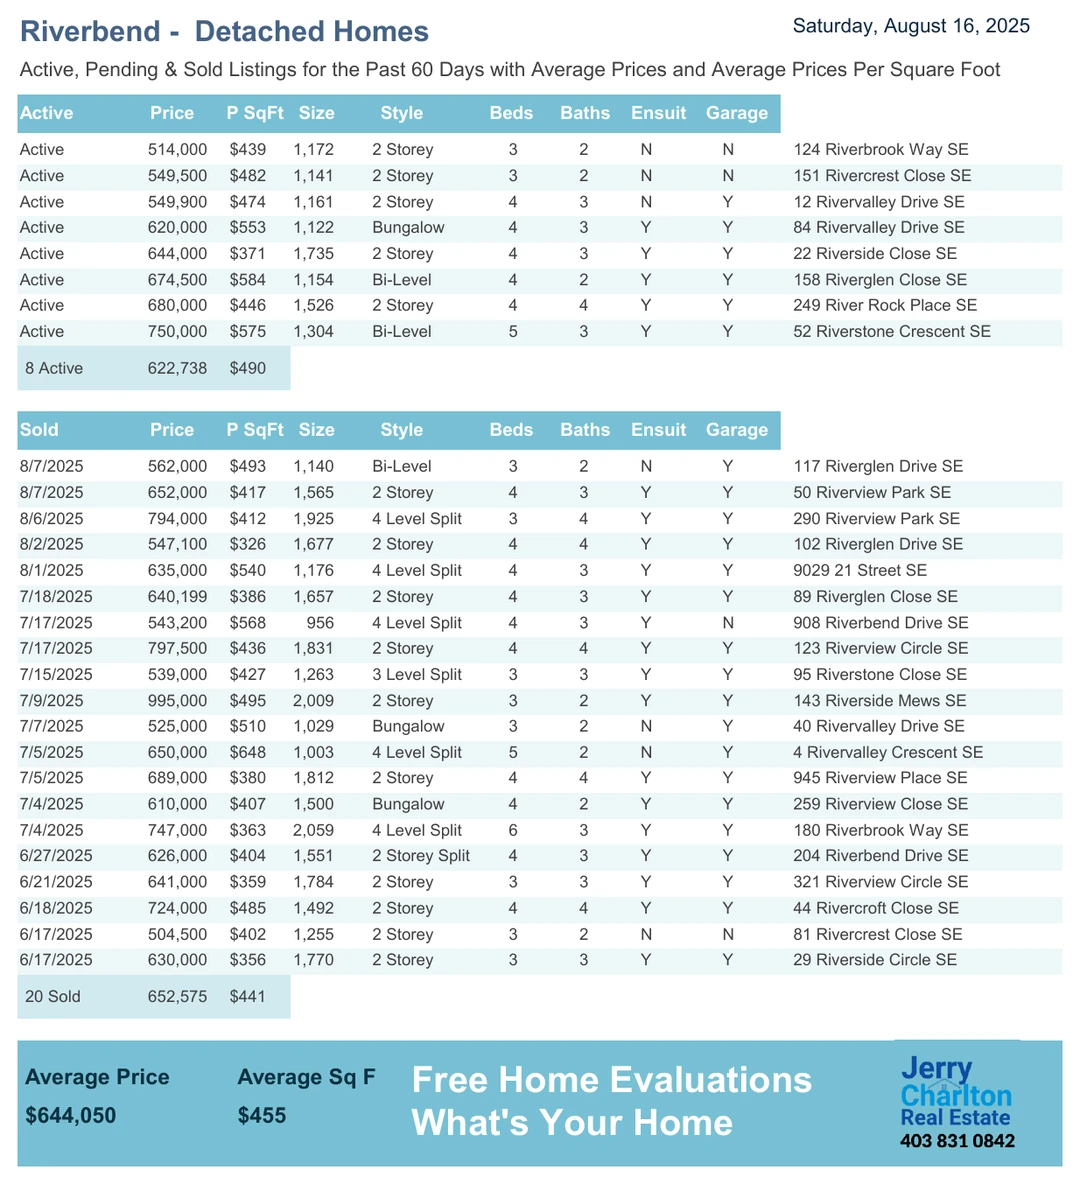 Riverbend -  Detached Homes
Saturday, August 16, 2025
Active, Pending & Sold Listings for the Past 60 Days with Average Prices and Average Prices Per Square Foot
Active Price P SqFt Size Style Beds Baths Ensuit Garage
Active 514,000 $439 1,172 2 Storey 3 2 N N 124 Riverbrook Way SE
Active 549,500 $482 1,141 2 Storey 3 2 N N 151 Rivercrest Close SE
Active 549,900 $474 1,161 2 Storey 4 3 N Y 12 Rivervalley Drive SE
Active 620,000 $553 1,122 Bungalow 4 3 Y Y 84 Rivervalley Drive SE
Active 644,000 $371 1,735 2 Storey 4 3 Y Y 22 Riverside Close SE
Active 674,500 $584 1,154 Bi-Level 4 2 Y Y 158 Riverglen Close SE
Active 680,000 $446 1,526 2 Storey 4 4 Y Y 249 River Rock Place SE
Active 750,000 $575 1,304 Bi-Level 5 3 Y Y 52 Riverstone Crescent SE
8 Active 622,738 $490
Sold Price P SqFt Size Style Beds Baths Ensuit Garage
8/7/2025 562,000 $493 1,140 Bi-Level 3 2 N Y 117 Riverglen Drive SE
8/7/2025 652,000 $417 1,565 2 Storey 4 3 Y Y 50 Riverview Park SE
8/6/2025 794,000 $412 1,925 4 Level Split 3 4 Y Y 290 Riverview Park SE
8/2/2025 547,100 $326 1,677 2 Storey 4 4 Y Y 102 Riverglen Drive SE
8/1/2025 635,000 $540 1,176 4 Level Split 4 3 Y Y 9029 21 Street SE
7/18/2025 640,199 $386 1,657 2 Storey 4 3 Y Y 89 Riverglen Close SE
7/17/2025 543,200 $568 956 4 Level Split 4 3 Y N 908 Riverbend Drive SE
7/17/2025 797,500 $436 1,831 2 Storey 4 4 Y Y 123 Riverview Circle SE
7/15/2025 539,000 $427 1,263 3 Level Split 3 3 Y Y 95 Riverstone Close SE
7/9/2025 995,000 $495 2,009 2 Storey 3 2 Y Y 143 Riverside Mews SE
7/7/2025 525,000 $510 1,029 Bungalow 3 2 N Y 40 Rivervalley Drive SE
7/5/2025 650,000 $648 1,003 4 Level Split 5 2 N Y 4 Rivervalley Crescent SE
7/5/2025 689,000 $380 1,812 2 Storey 4 4 Y Y 945 Riverview Place SE
7/4/2025 610,000 $407 1,500 Bungalow 4 2 Y Y 259 Riverview Close SE
7/4/2025 747,000 $363 2,059 4 Level Split 6 3 Y Y 180 Riverbrook Way SE
6/27/2025 626,000 $404 1,551 2 Storey Split 4 3 Y Y 204 Riverbend Drive SE
6/21/2025 641,000 $359 1,784 2 Storey 3 3 Y Y 321 Riverview Circle SE
6/18/2025 724,000 $485 1,492 2 Storey 4 4 Y Y 44 Rivercroft Close SE
6/17/2025 504,500 $402 1,255 2 Storey 3 2 N N 81 Rivercrest Close SE
6/17/2025 630,000 $356 1,770 2 Storey 3 3 Y Y 29 Riverside Circle SE
20 Sold 652,575 $441
Average Price Average Sq F
$644,050 $455
Free Home Evaluations
What's Your Home
Jerry
Charlton
Real Estate
403 831 0842